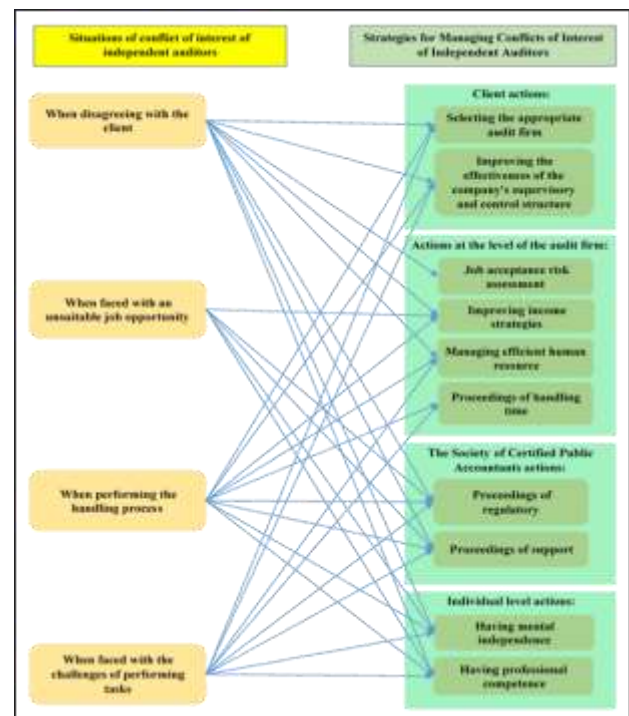 Situations of conflict of interest of
independent auditors
Strategies for Managing Conflicts of Interest
of Independent Auditors
When disagreeing with the
client
When faced with an
unsuitable job opportunity
When performing the
handling process
When faced with the
challenges of performing
tasks
Client actions:
Selecting the appropriate
audit firm
Improving the
effectiveness of the
company's supervisory
and control structure
Actions at the level of the audit firm:
Job acceptance risk
assessment
Improving income
strategies
Managing efficient human
resource
Proceedings of handling
time
The Society of Certified Public
Accountants actions:
Proceedings of
regulatory
Proceedings of support
Individual level actions:
Having mental
independence
Having professional
competence